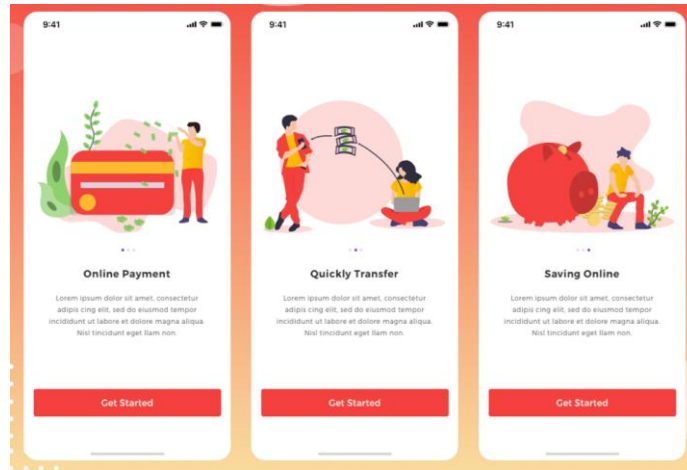 9:41
Online Payment
Lorem ipsum dolor sit amet, consectetur
adipis cing elit, sed do eiusmod tempor
incididunt ut labore et dolore magna aliqua.
Nisl tincidunt eget llam non.
Get Started
9:41
Quickly Transfer
Lorem ipsum dolor sit amet, consectetur
adipis cing elit, sed do eiusmod tempor
incididunt ut labore et dolore magna aliqua.
Nisl tincidunt eget llam non.
Get Started
9:41
Saving Online
Lorem ipsum dolor sit amet, consectetur
adipis cing elit, sed do eiusmod tempor
incididunt ut labore et dolore magna aliqua.
Nisl tincidunt eget llam non.
Get Started